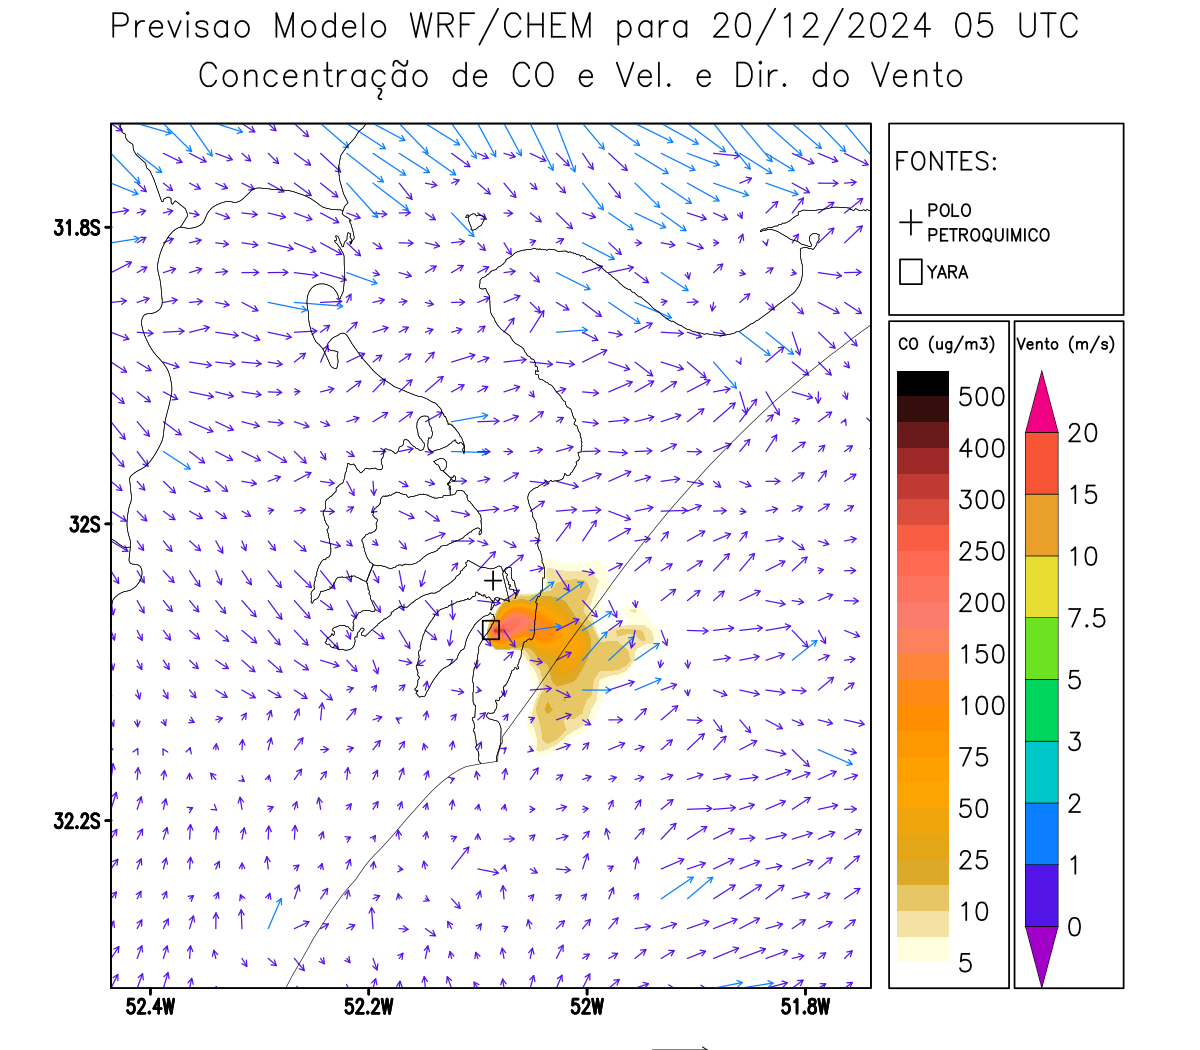 Previsao Modelo WRF/CHEM para 20/12/2024 05 UTC
Concentração de CO e Vel. e Dir. do Vento
FONTES:
POLO
PETROQUIMICO
YARA
CO (ug/m3)
500
400
300
250
200
150
100
75
50
25
10
5
Vento (m/s)
20
15
10
7.5
5
3
2
1
0
31.8S
32S
32.2S
52.4W
52.2W
52W
51.8W